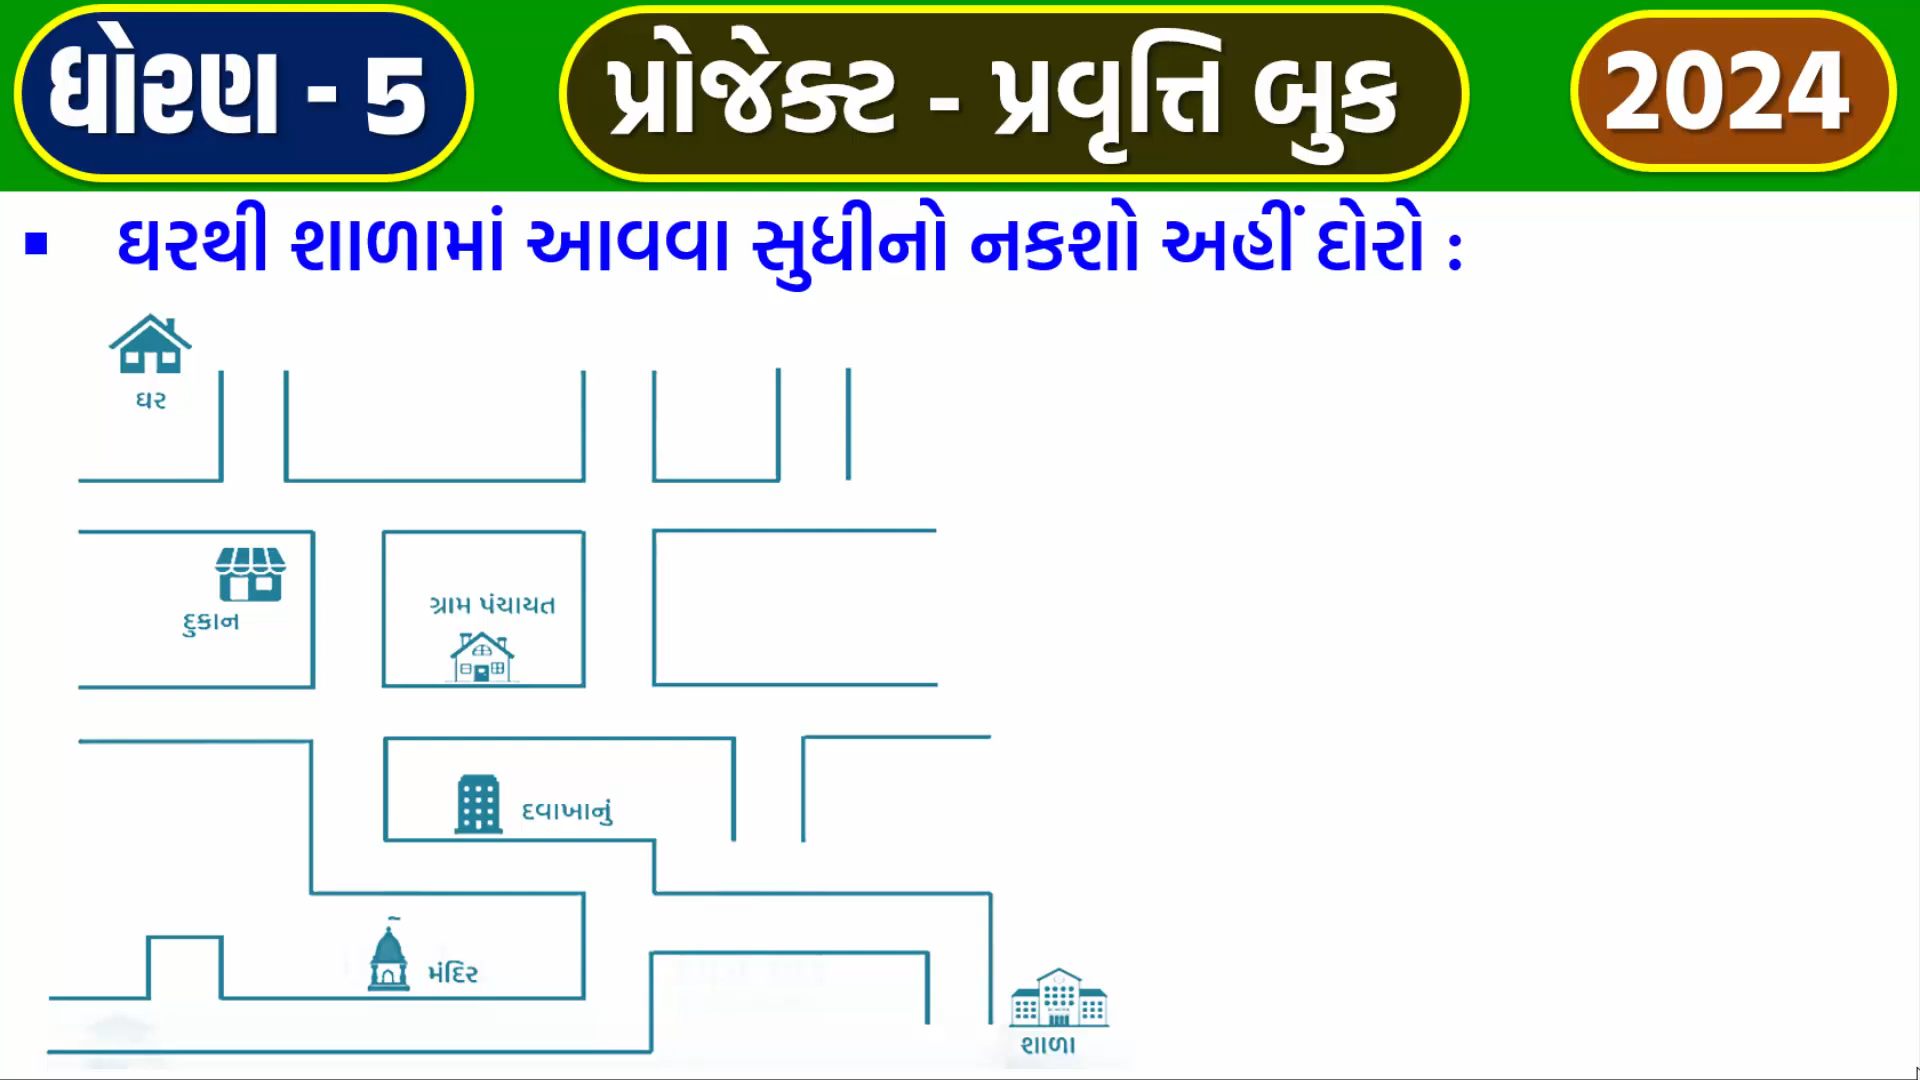 ધોરણ - 5
પ્રોજેક્ટ - પ્રવૃત્તિ બુક
2024
▪ ઘરથી શાળામાં આવવા સુધીનો નકશો અહીં દોરો :
ઘર
દુકાન
ગ્રામ પંચાયત
દવાખાનું
મંદિર
શાળા